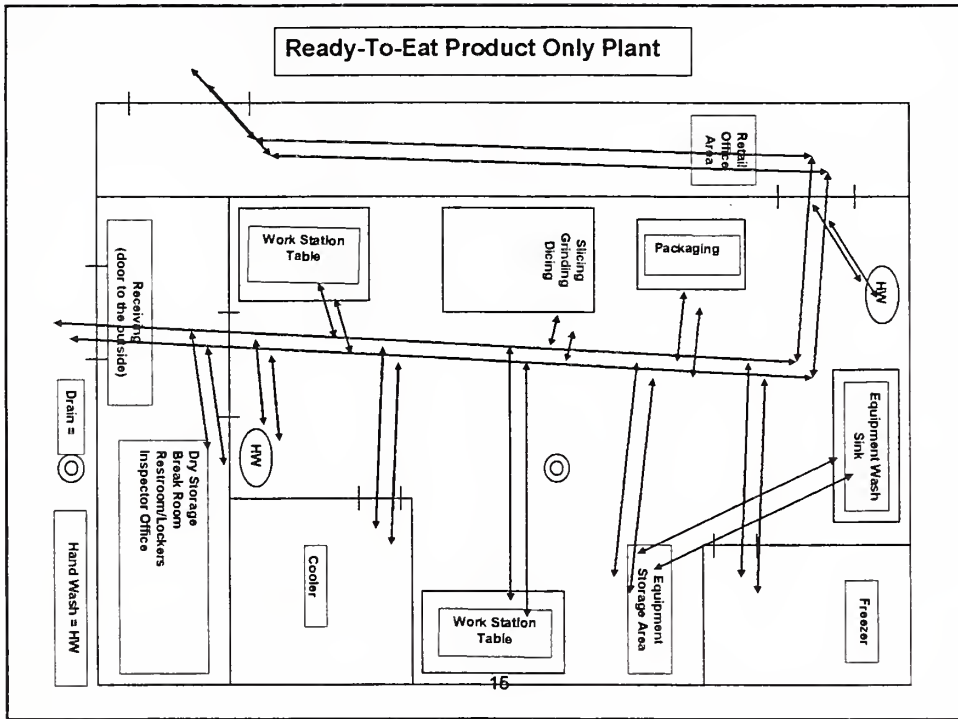 Ready-To-Eat Product Only Plant
Retail
Office
Area
Receiving
(door to the outside)
Work Station
Table
Slicing
Grinding
Dicing
Packaging
HW
Equipment Wash
Sink
Drain =
HW
Dry Storage
Break Room
Restroom/Lockers
Inspector Office
Hand Wash = HW
Cooler
Work Station
Table
Equipment
Storage Area
Freezer
15